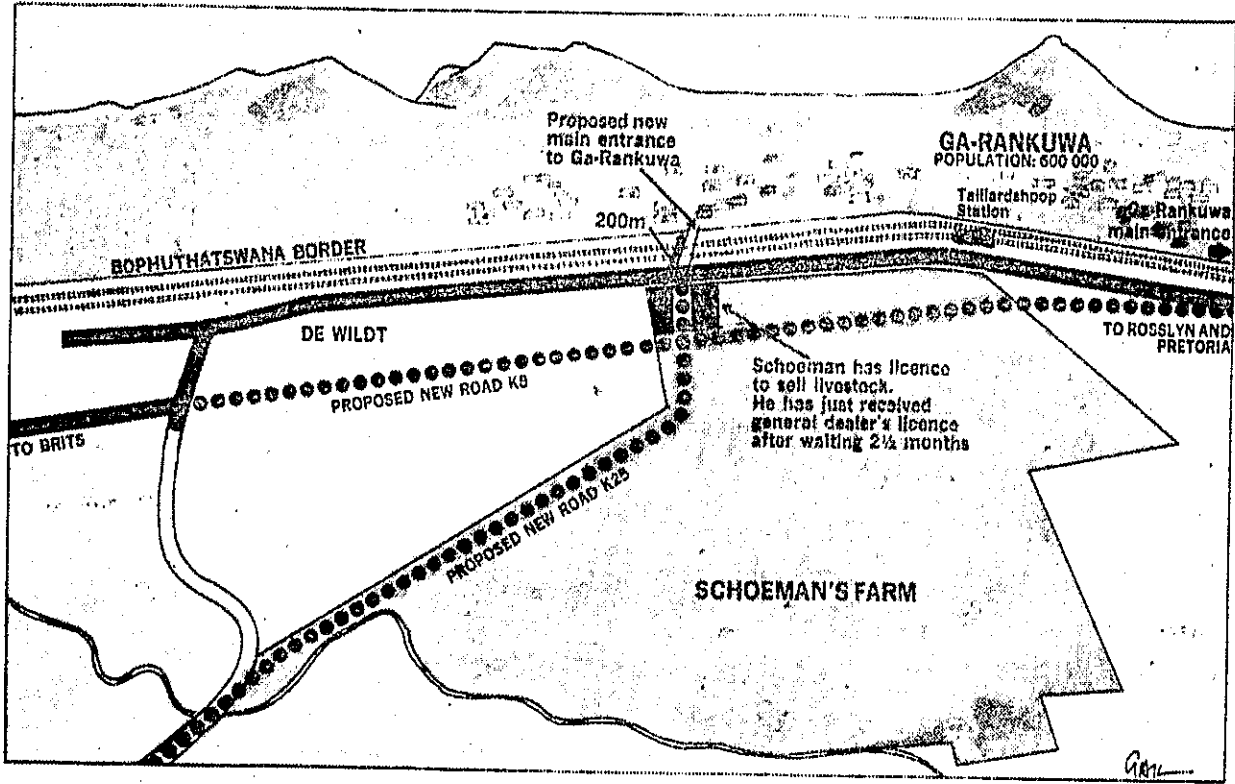 Proposed new
main entrance
to Ga-Rankuwa
GA-RANKUWA
POPULATION: 600 000
Taillardshoop
Station
Ga-Rankuwa
main entrance
200m
BOPHUTHATSWANA BORDER
DE WILDT
PROPOSED NEW ROAD K8
TO ROSSLYN AND
PRETORIA
TO BRITS
Schoeman has licence
to sell livestock.
He has just received
general dealer's licence
after waiting 2½ months
PROPOSED NEW ROAD K25
SCHOEMAN'S FARM
GAIL